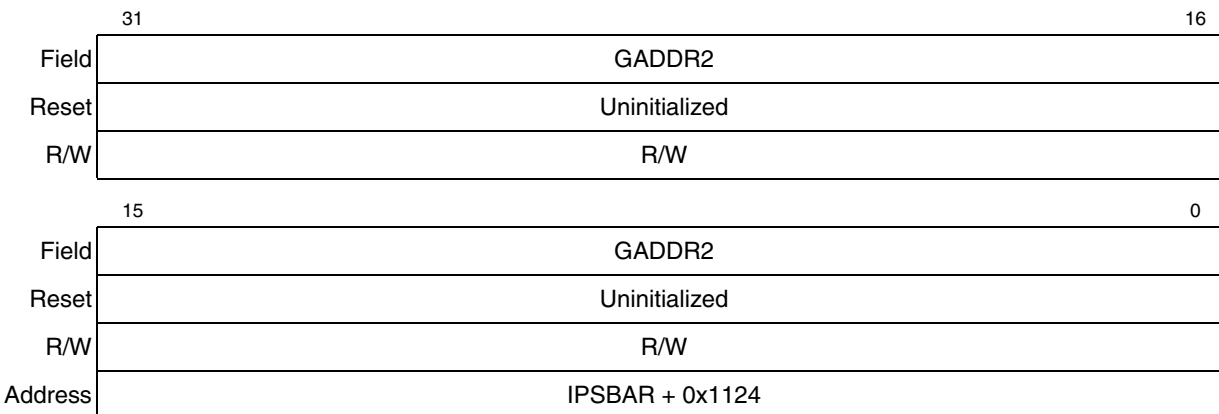 31 16
Field GADDR2
Reset Uninitialized
R/W R/W
15 0
Field GADDR2
Reset Uninitialized
R/W R/W
Address IPSBAR + 0x1124